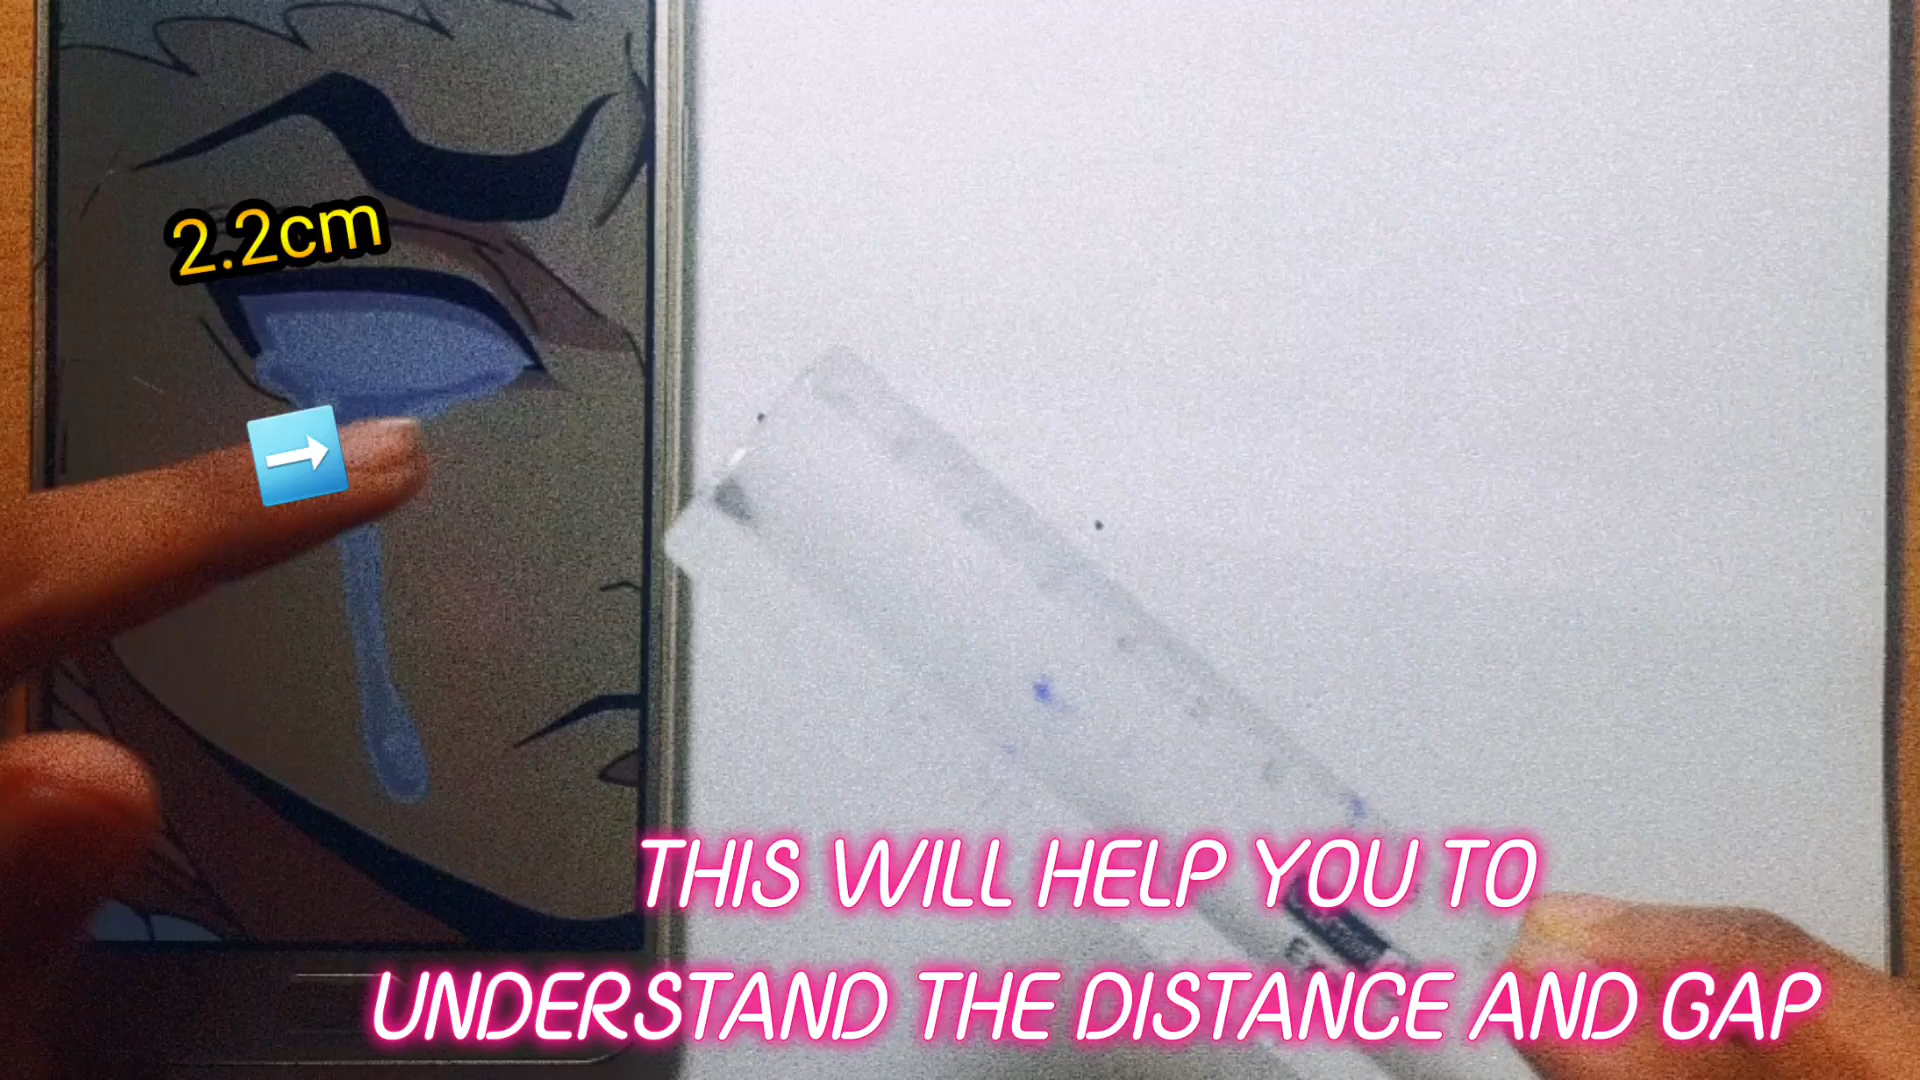 2.2cm
THIS WILL HELP YOU TO
UNDERSTAND THE DISTANCE AND GAP